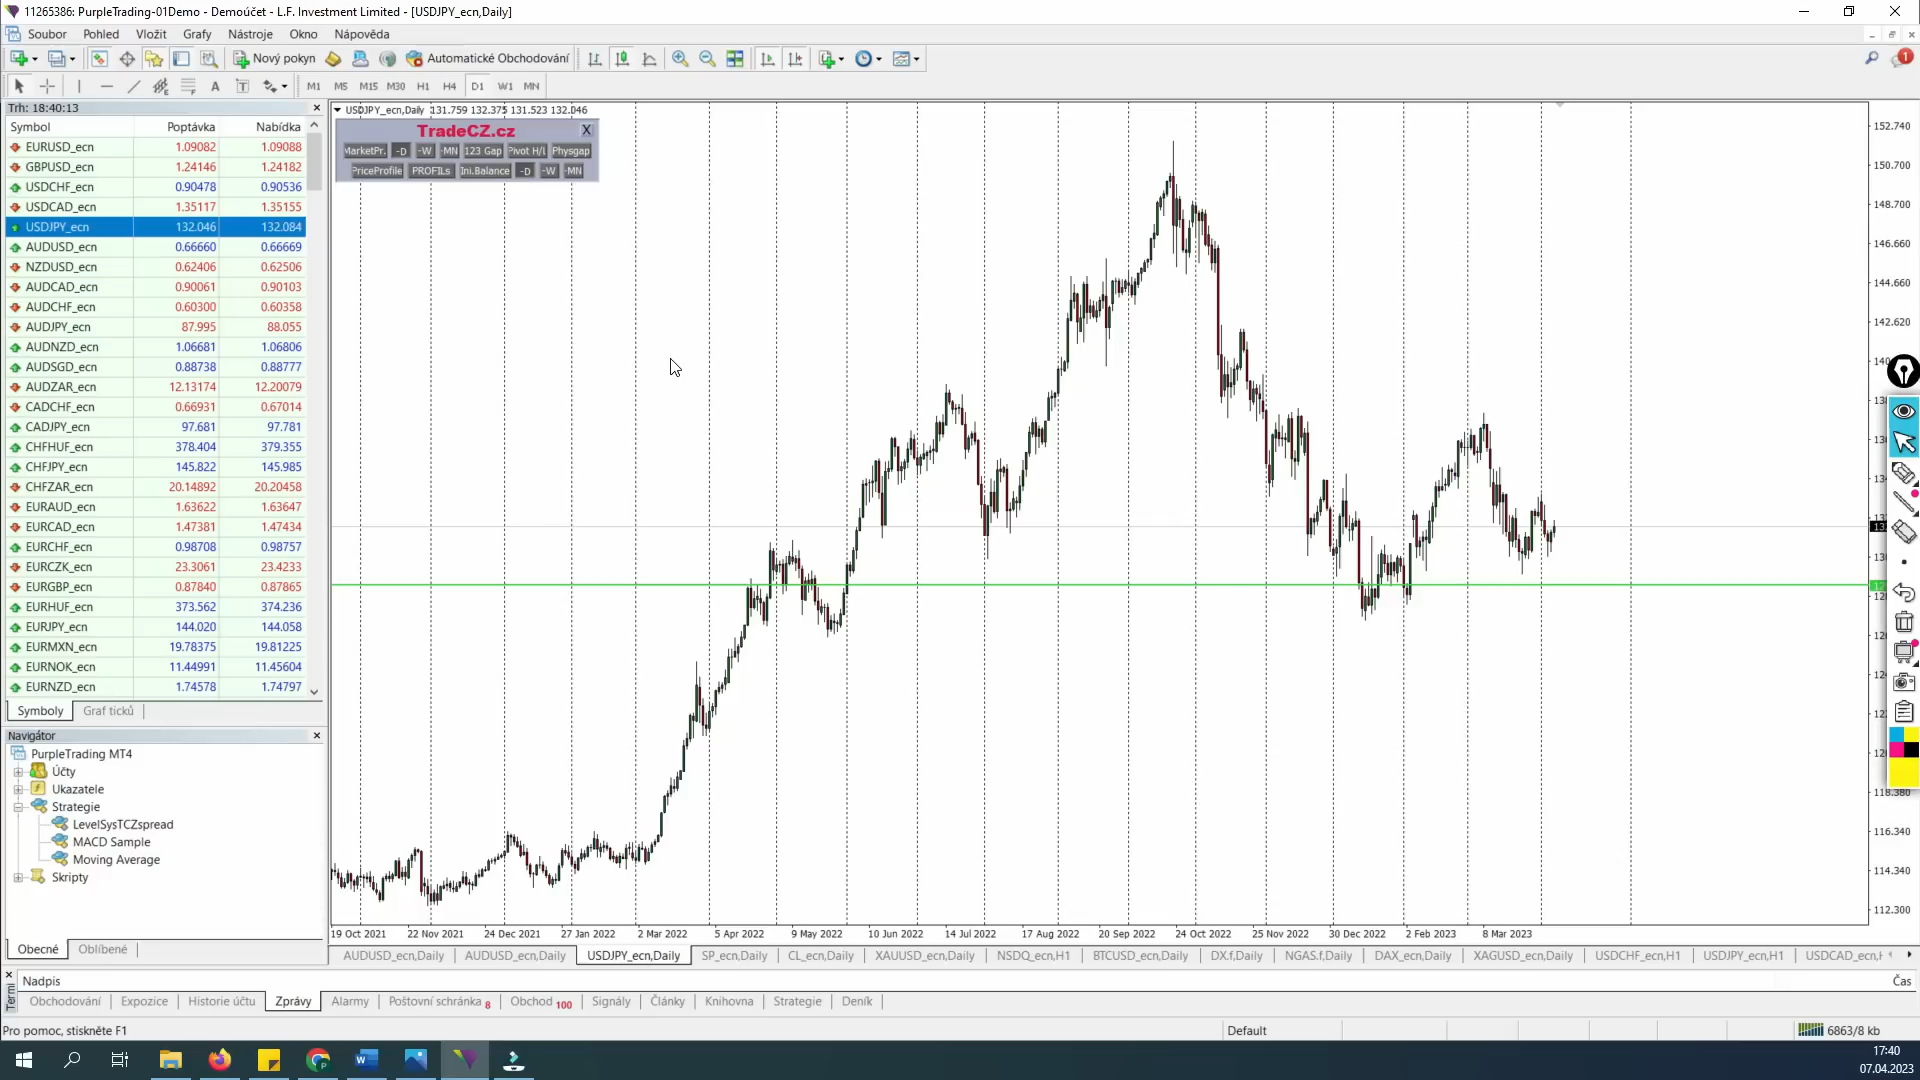 11265386: PurpleTrading-01Demo - Demoúčet - L.F. Investment Limited - [USDJPY_ecn,Daily]
Soubor Pohled Vložit Grafy Nástroje Okno Nápověda
Nový pokyn Automatické Obchodování 1
A T M1 M5 M15 M30 H1 H4 D1 W1 MN
Trh: 18:40:13
Symbol Poptávka Nabídka
EURUSD_ecn 1.09082 1.09088
GBPUSD_ecn 1.24146 1.24182
USDCHF_ecn 0.90478 0.90536
USDCAD_ecn 1.35117 1.35155
USDJPY_ecn 132.046 132.084
AUDUSD_ecn 0.66660 0.66669
NZDUSD_ecn 0.62406 0.62506
AUDCAD_ecn 0.90061 0.90103
AUDCHF_ecn 0.60300 0.60358
AUDJPY_ecn 87.995 88.055
AUDNZD_ecn 1.06681 1.06806
AUDSGD_ecn 0.88738 0.88777
AUDZAR_ecn 12.13174 12.20079
CADCHF_ecn 0.66931 0.67014
CADJPY_ecn 97.681 97.781
CHFHUF_ecn 378.404 379.355
CHFJPY_ecn 145.822 145.985
CHFZAR_ecn 20.14892 20.20458
EURAUD_ecn 1.63622 1.63647
EURCAD_ecn 1.47381 1.47434
EURCHF_ecn 0.98708 0.98757
EURCZK_ecn 23.3061 23.4233
EURGBP_ecn 0.87840 0.87865
EURHUF_ecn 373.562 374.236
EURJPY_ecn 144.020 144.058
EURMXN_ecn 19.78375 19.81225
EURNOK_ecn 11.44991 11.45604
EURNZD_ecn 1.74578 1.74797
Symboly Graf ticků
Navigátor
PurpleTrading MT4
Účty
Ukazatele
Strategie
LevelSysTCZspread
MACD Sample
Moving Average
Skripty
Obecné Oblíbené
USDJPY_ecn,Daily 131.759 132.375 131.523 132.046
TradeCZ.cz X
MarketPr. -D -W -MN 123 Gap Pivot H/L Physgap
PriceProfile PROFILs Ini.Balance -D -W -MN
152.740
150.700
148.700
146.660
144.660
142.620
118.380
116.340
114.340
112.300
19 Oct 2021 22 Nov 2021 24 Dec 2021 27 Jan 2022 2 Mar 2022 5 Apr 2022 9 May 2022 10 Jun 2022 14 Jul 2022 17 Aug 2022 20 Sep 2022 24 Oct 2022 25 Nov 2022 30 Dec 2022 2 Feb 2023 8 Mar 2023
AUDUSD_ecn,Daily AUDUSD_ecn,Daily USDJPY_ecn,Daily SP_ecn,Daily CL_ecn,Daily XAUUSD_ecn,Daily NSDQ_ecn,H1 BTCUSD_ecn,Daily DX.f,Daily NGAS.f,Daily DAX_ecn,Daily XAGUSD_ecn,Daily USDCHF_ecn,H1 USDJPY_ecn,H1 USDCAD_ecn,H
Nadpis Čas
Termi
Obchodování Expozice Historie účtu Zprávy Alarmy Poštovní schránka 8 Obchod 100 Signály Články Knihovna Strategie Deník
Pro pomoc, stiskněte F1 Default 6863/8 kb
17:40
07.04.2023